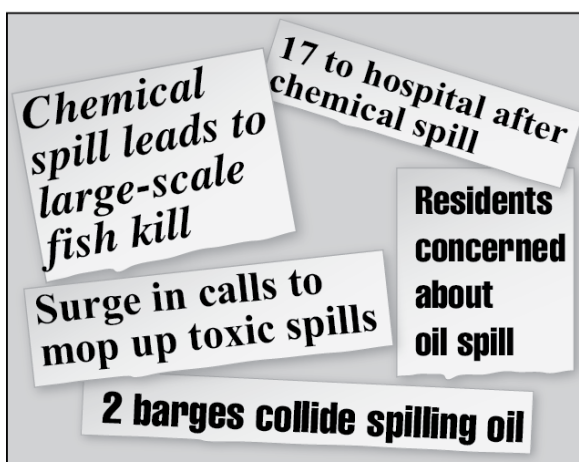 Chemical
spill leads to
large-scale
fish kill
17 to hospital after
chemical spill
Residents
concerned
about
oil spill
Surge in calls to
mop up toxic spills
2 barges collide spilling oil